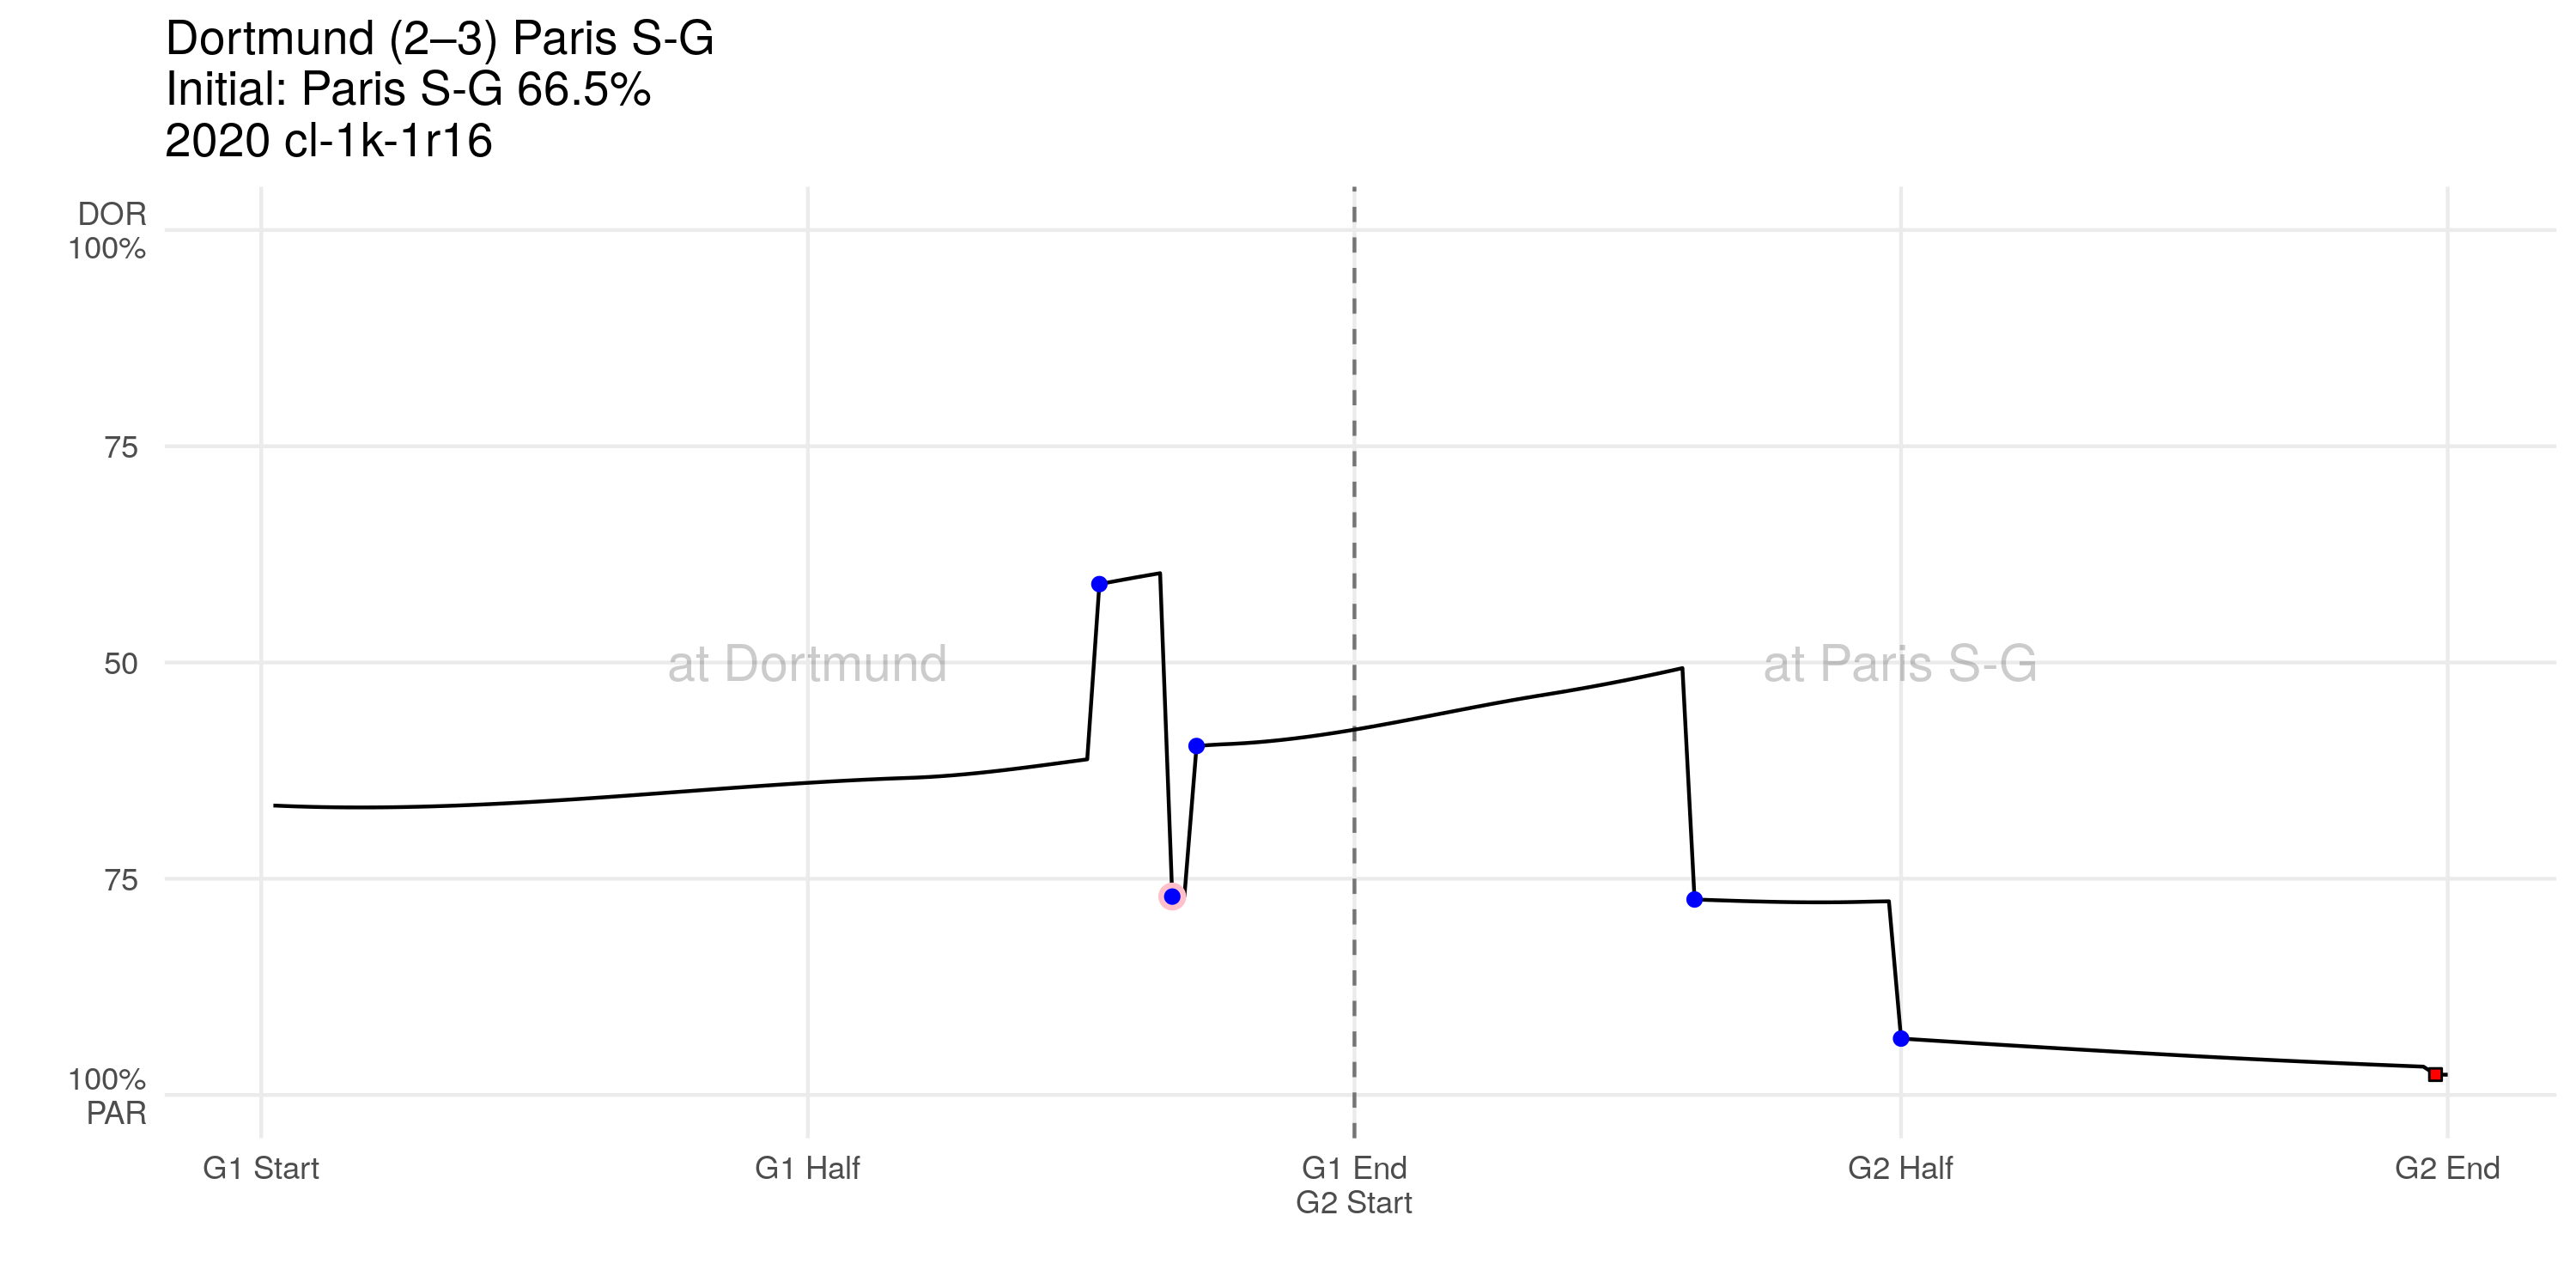 Dortmund (2–3) Paris S-G
Initial: Paris S-G 66.5%
2020 cl-1k-1r16
DOR
100%
75
50
75
100%
PAR
at Dortmund
at Paris S-G
G1 Start
G1 Half
G1 End
G2 Start
G2 Half
G2 End